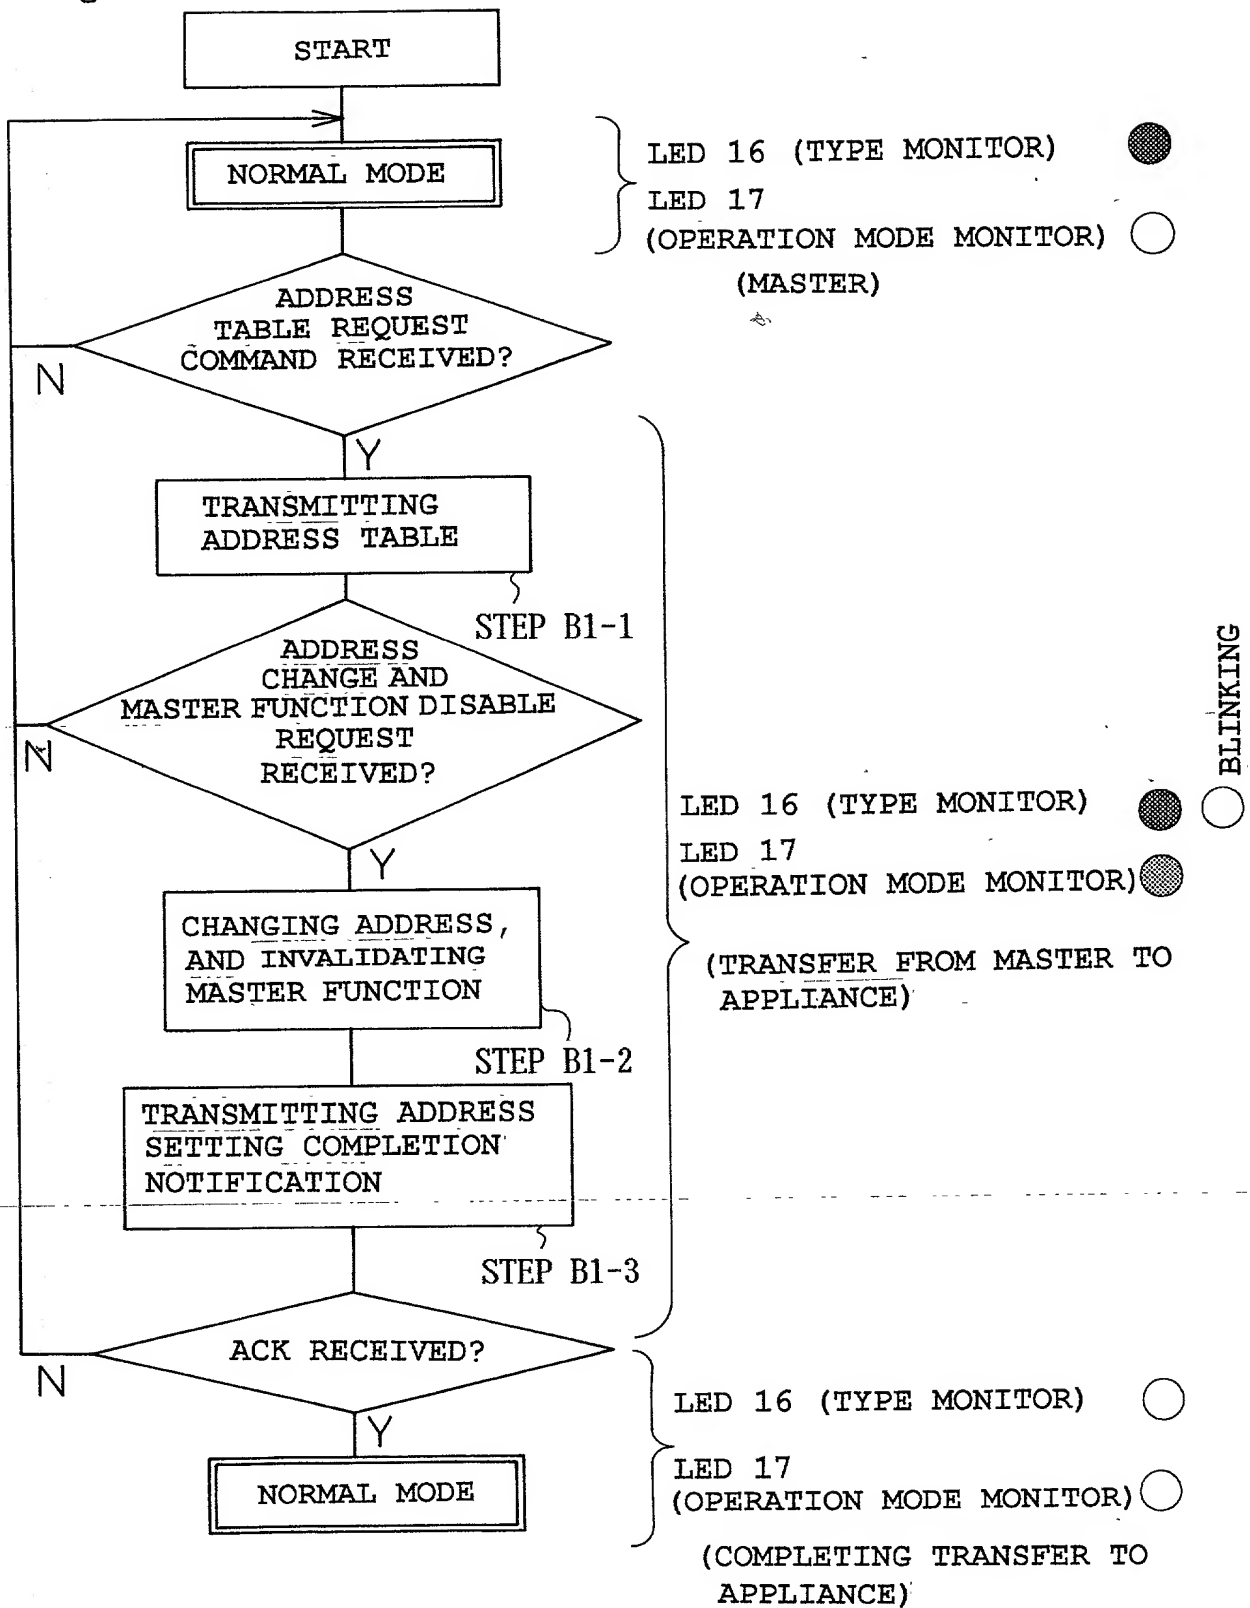 START
NORMAL MODE
LED 16 (TYPE MONITOR)
LED 17
(OPERATION MODE MONITOR)
(MASTER)
ADDRESS
TABLE REQUEST
COMMAND RECEIVED?
N
Y
TRANSMITTING
ADDRESS TABLE
STEP B1-1
ADDRESS
CHANGE AND
MASTER FUNCTION DISABLE
REQUEST
RECEIVED?
N
Y
BLINKING
LED 16 (TYPE MONITOR)
LED 17
(OPERATION MODE MONITOR)
(TRANSFER FROM MASTER TO
APPLIANCE)
CHANGING ADDRESS,
AND INVALIDATING
MASTER FUNCTION
STEP B1-2
TRANSMITTING ADDRESS
SETTING COMPLETION
NOTIFICATION
STEP B1-3
ACK RECEIVED?
N
Y
NORMAL MODE
LED 16 (TYPE MONITOR)
LED 17
(OPERATION MODE MONITOR)
(COMPLETING TRANSFER TO
APPLIANCE)